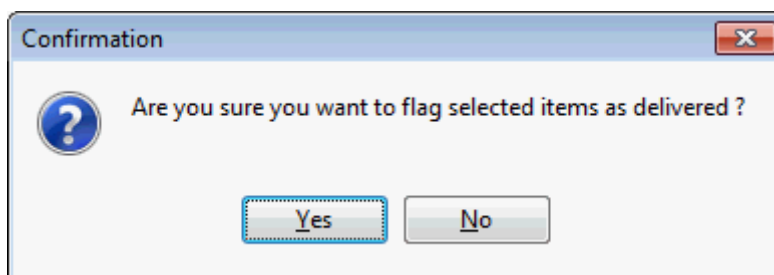 Confirmation
Are you sure you want to flag selected items as delivered ?
Yes
No